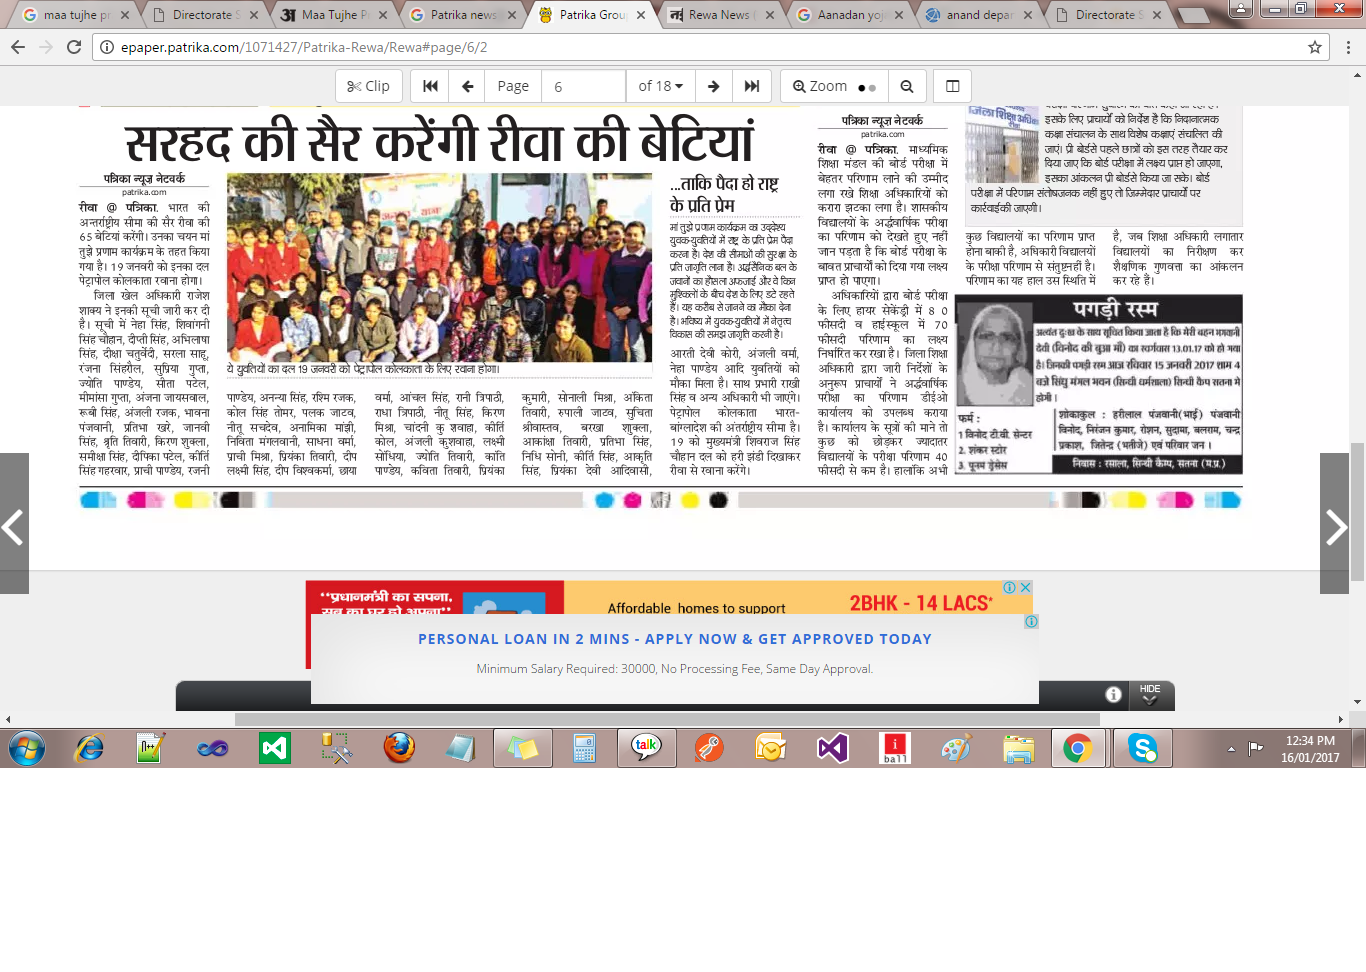 maa tujhe pr
Directorate S
Maa Tujhe P
Patrika news
Patrika Grou
Rewa News
Aanadan yoji
anand depar
Directorate S
epaper.patrika.com/1071427/Patrika-Rewa/Rewa#page/6/2
Clip
Page
6
of 18
Zoom
सरहद की सैर करेंगी रीवा की बेटियां
पत्रिका न्यूज़ नेटवर्क
patrika.com
रीवा @ पत्रिका. भारत की
अन्तर्राष्ट्रीय सीमा की सैर रीवा की
65 बेटियां करेंगी। उनका चयन मां
तुझे प्रणाम कार्यक्रम के तहत किया
गया है। 19 जनवरी को इनका दल
पेट्रापोल कोलकाता रवाना होगा।
जिला खेल अधिकारी राजेश
शाक्य ने इनकी सूची जारी कर दी
है। सूची में नेहा सिंह, शिवांगनी
सिंह चौहान, दीप्ती सिंह, अभिलाषा
सिंह, दीक्षा चतुर्वेदी, सरला साहू,
रंजना सिंहरौल, सुप्रिया गुप्ता,
ज्योति पाण्डेय, सीता पटेल,
मीमांसा गुप्ता, अंजना जायसवाल,
रूबी सिंह, अंजली रजक, भावना
पंजवानी, प्रतिभा खरे, जानवी
सिंह, श्रृति तिवारी, किरण शुक्ला,
समीक्षा सिंह, दीपिका पटेल, कीर्ति
सिंह गहरवार, प्राची पाण्डेय, रजनी
ये युवतियों का दल 19 जनवरी को पेट्रापोल कोलकाता के लिए रवाना होगा।
पाण्डेय, अनन्या सिंह, रश्मि रजक,
कोल सिंह तोमर, पलक जाटव,
नीतू सचदेव, अनामिका मांझी,
निविता मंगलवानी, साधना वर्मा,
प्राची मिश्रा, प्रियंका तिवारी, दीप
लक्ष्मी सिंह, दीप विश्वकर्मा, छाया
वर्मा, आंचल सिंह, रानी त्रिपाठी,
राधा त्रिपाठी, नीतू सिंह, किरण
मिश्रा, चांदनी कुशवाहा, कीर्ति
कोल, अंजली कुशवाहा, लक्ष्मी
सोंधिया, ज्योति तिवारी, कांति
पाण्डेय, कविता तिवारी, प्रियंका
कुमारी, सोनाली मिश्रा, अंकिता
तिवारी, रुपाली जाटव, सुचिता
श्रीवास्तव, बरखा शुक्ला,
आकांक्षा तिवारी, प्रतिभा सिंह,
निधि सोनी, कीर्ति सिंह, आकृति
सिंह, प्रियंका देवी आदिवासी,
...ताकि पैदा हो राष्ट्र
के प्रति प्रेम
मां तुझे प्रणाम कार्यक्रम का उद्देश्य
युवक-युवतियों में राष्ट्र के प्रति प्रेम पैदा
करना है। देश की सीमाओं की सुरक्षा के
प्रति जागृति लाना है। अर्द्धसैनिक बल के
जवानों का हौसला अफजाई और वे किन
मुश्किलों के बीच देश के लिए डटे रहते
हैं। यह करीब से जानने का मौका देना
है। भविष्य में युवक-युवतियों में नेतृत्व
विकास की समझ जागृति करनी है।
आरती देवी कोरी, अंजली वर्मा,
नेहा पाण्डेय आदि युवतियों को
मौका मिला है। साथ प्रभारी राखी
सिंह व अन्य अधिकारी भी जाएंगे।
पेट्रापोल कोलकाता भारत-
बांग्लादेश की अंतर्राष्ट्रीय सीमा है।
19 को मुख्यमंत्री शिवराज सिंह
चौहान दल को हरी झंडी दिखाकर
रीवा से रवाना करेंगे।
पत्रिका न्यूज़ नेटवर्क
patrika.com
रीवा @ पत्रिका. माध्यमिक
शिक्षा मंडल की बोर्ड परीक्षा में
बेहतर परिणाम लाने की उम्मीद
लगा रखे शिक्षा अधिकारियों को
करारा झटका लगा है। शासकीय
विद्यालयों के अर्द्धवार्षिक परीक्षा
का परिणाम को देखते हुए नहीं
जान पड़ता है कि बोर्ड परीक्षा के
बावत प्राचार्यों को दिया गया लक्ष्य
प्राप्त हो पाएगा।
अधिकारियों द्वारा बोर्ड परीक्षा
के लिए हायर सेकेंड्री में 8 0
फीसदी व हाईस्कूल में 70
फीसदी परिणाम का लक्ष्य
निर्धारित कर रखा है। जिला शिक्षा
अधिकारी द्वारा जारी निर्देशों के
अनुरूप प्राचार्यों ने अर्द्धवार्षिक
परीक्षा का परिणाम डीईओ
कार्यालय को उपलब्ध कराया
है। कार्यालय के सूत्रों की माने तो
कुछ को छोड़कर ज्यादातर
विद्यालयों के परीक्षा परिणाम 40
फीसदी से कम है। हालांकि अभी
जिला शिक्षा अधि
इसके लिए प्राचार्यों को निर्देश है कि निदानात्मक
कक्षा संचालन के साथ विशेष कक्षाएं संचालित की
जाएं। प्री बोर्ड से पहले छात्रों को इस तरह तैयार कर
दिया जाए कि बोर्ड परीक्षा में लक्ष्य प्राप्त हो जाएगा,
इसका आंकलन प्री बोर्ड से किया जा सके। बोर्ड
परीक्षा में परिणाम संतोषजनक नहीं हुए तो जिम्मेदार प्राचार्यों पर
कार्रवाई की जाएगी।
कुछ विद्यालयों का परिणाम प्राप्त
होना बाकी है, अधिकारी विद्यालयों
के परीक्षा परिणाम से संतुष्ट नहीं है।
परिणाम का यह हाल उस स्थिति में
है, जब शिक्षा अधिकारी लगातार
विद्यालयों का निरीक्षण कर
शैक्षणिक गुणवत्ता का आंकलन
कर रहे हैं।
पगड़ी रस्म
अत्यंत दुःख के साथ सूचित किया जाता है कि मेरी बहन भगवानी
देवी (विनोद की बुआ माँ) का स्वर्गवास 13.01.17 को हो गया
है। जिनकी पगड़ी रस्म आज रविवार 15 जनवरी 2017 शाम 4
बजे सिंधु मंगल भवन (सिन्धी धर्मशाला) सिन्धी कैंप सतना मे
होगी।
फर्म :
1 विनोद टी.वी. सेन्टर
2. शंकर स्टोर
3. पूनम ड्रेसेस
शोकाकुल : हरीलाल पंजवानी(भाई) पंजवानी
विनोद, निरंजन कुमार, रोशन, सुदामा, बलराम, चन्द्र
प्रकाश, जितेन्द्र (भतीजे) एवं परिवार जन ।
निवास : रसाला, सिन्धी कैम्प, सतना (म.प्र.)
“प्रधानमंत्री का सपना,
सब का घर हो अपना”
Affordable homes to support
2BHK - 14 LACS*
PERSONAL LOAN IN 2 MINS - APPLY NOW & GET APPROVED TODAY
Minimum Salary Required: 30000, No Processing Fee, Same Day Approval.
HIDE
talk
i
ball
12:34 PM
16/01/2017